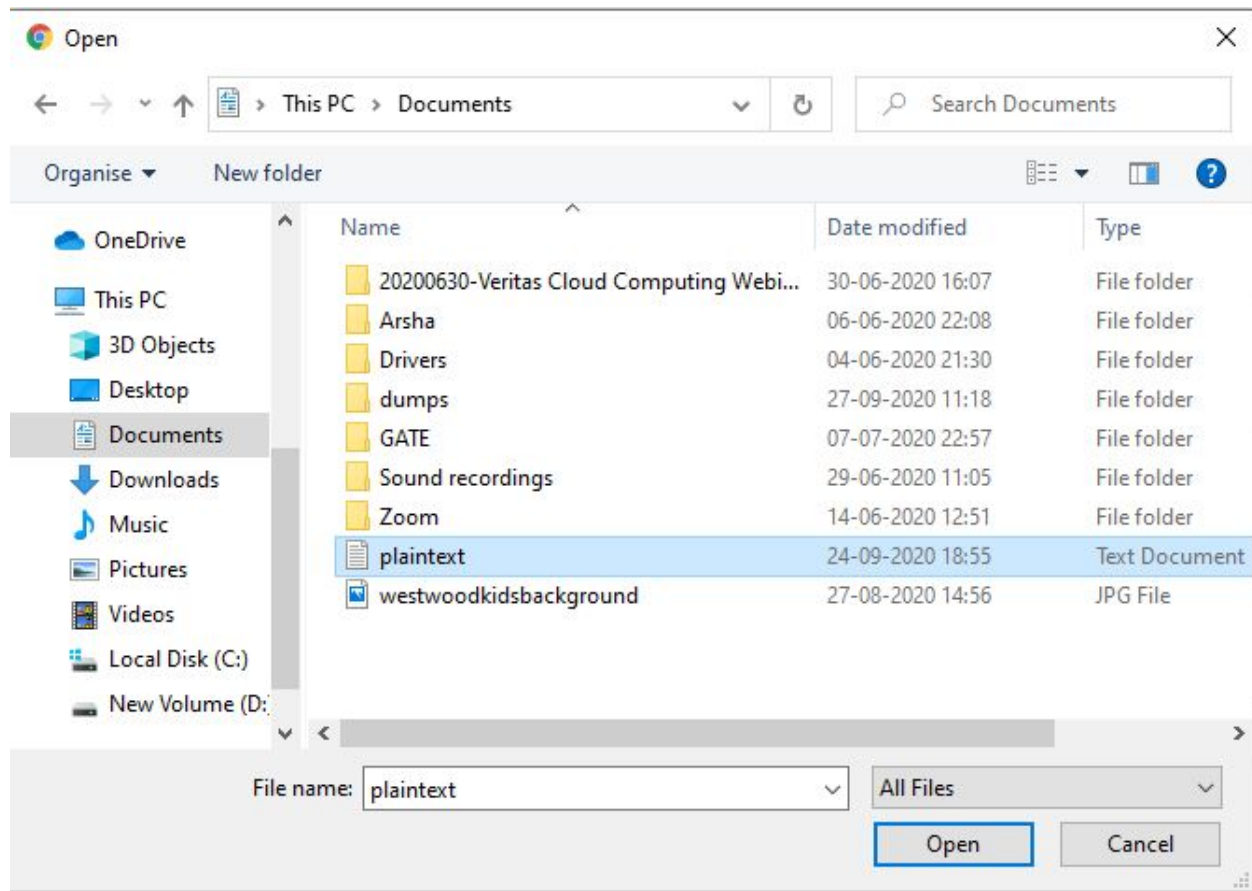 Open
This PC > Documents
Search Documents
Organise
New folder
OneDrive
This PC
3D Objects
Desktop
Documents
Downloads
Music
Pictures
Videos
Local Disk (C:)
New Volume (D:
Name Date modified Type
20200630-Veritas Cloud Computing Webi... 30-06-2020 16:07 File folder
Arsha 06-06-2020 22:08 File folder
Drivers 04-06-2020 21:30 File folder
dumps 27-09-2020 11:18 File folder
GATE 07-07-2020 22:57 File folder
Sound recordings 29-06-2020 11:05 File folder
Zoom 14-06-2020 12:51 File folder
plaintext 24-09-2020 18:55 Text Document
westwoodkidsbackground 27-08-2020 14:56 JPG File
File name: plaintext All Files
Open Cancel